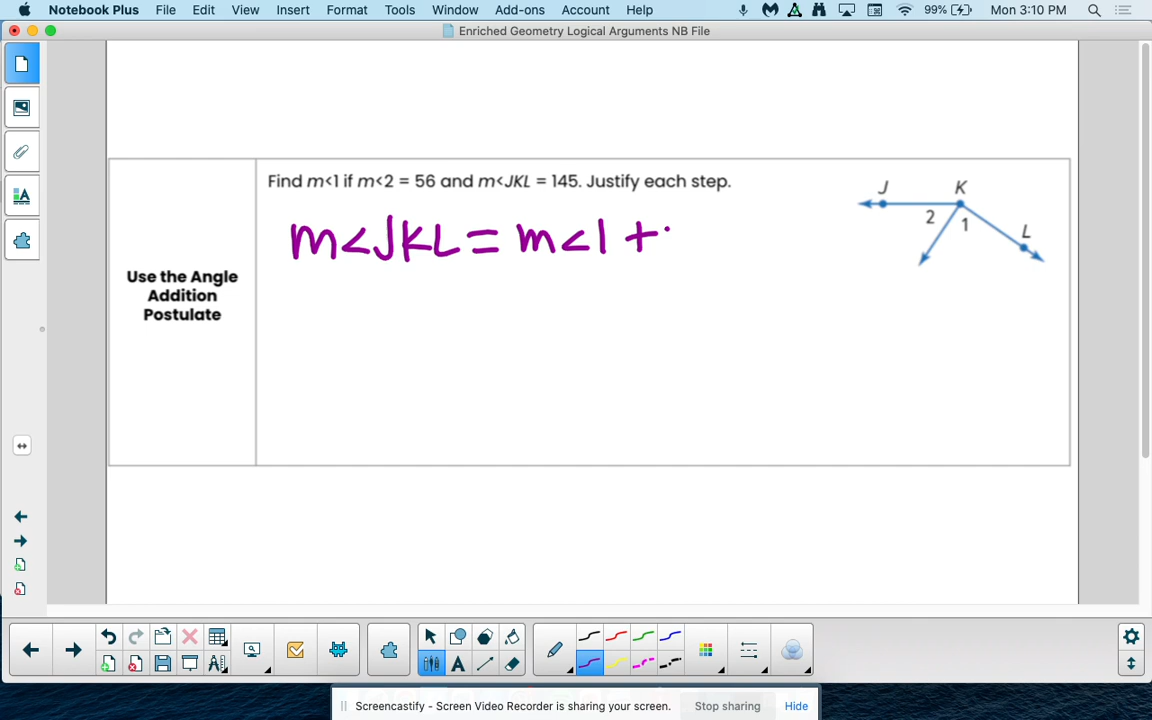 Notebook Plus File Edit View Insert Format Tools Window Add-ons Account Help 99% Mon 3:10 PM
Enriched Geometry Logical Arguments NB File
Find m<1 if m<2 = 56 and m<JKL = 145. Justify each step.
J K
2 1 L
m<JKL = m<1 +
Use the Angle
Addition
Postulate
Screencastify - Screen Video Recorder is sharing your screen. Stop sharing Hide